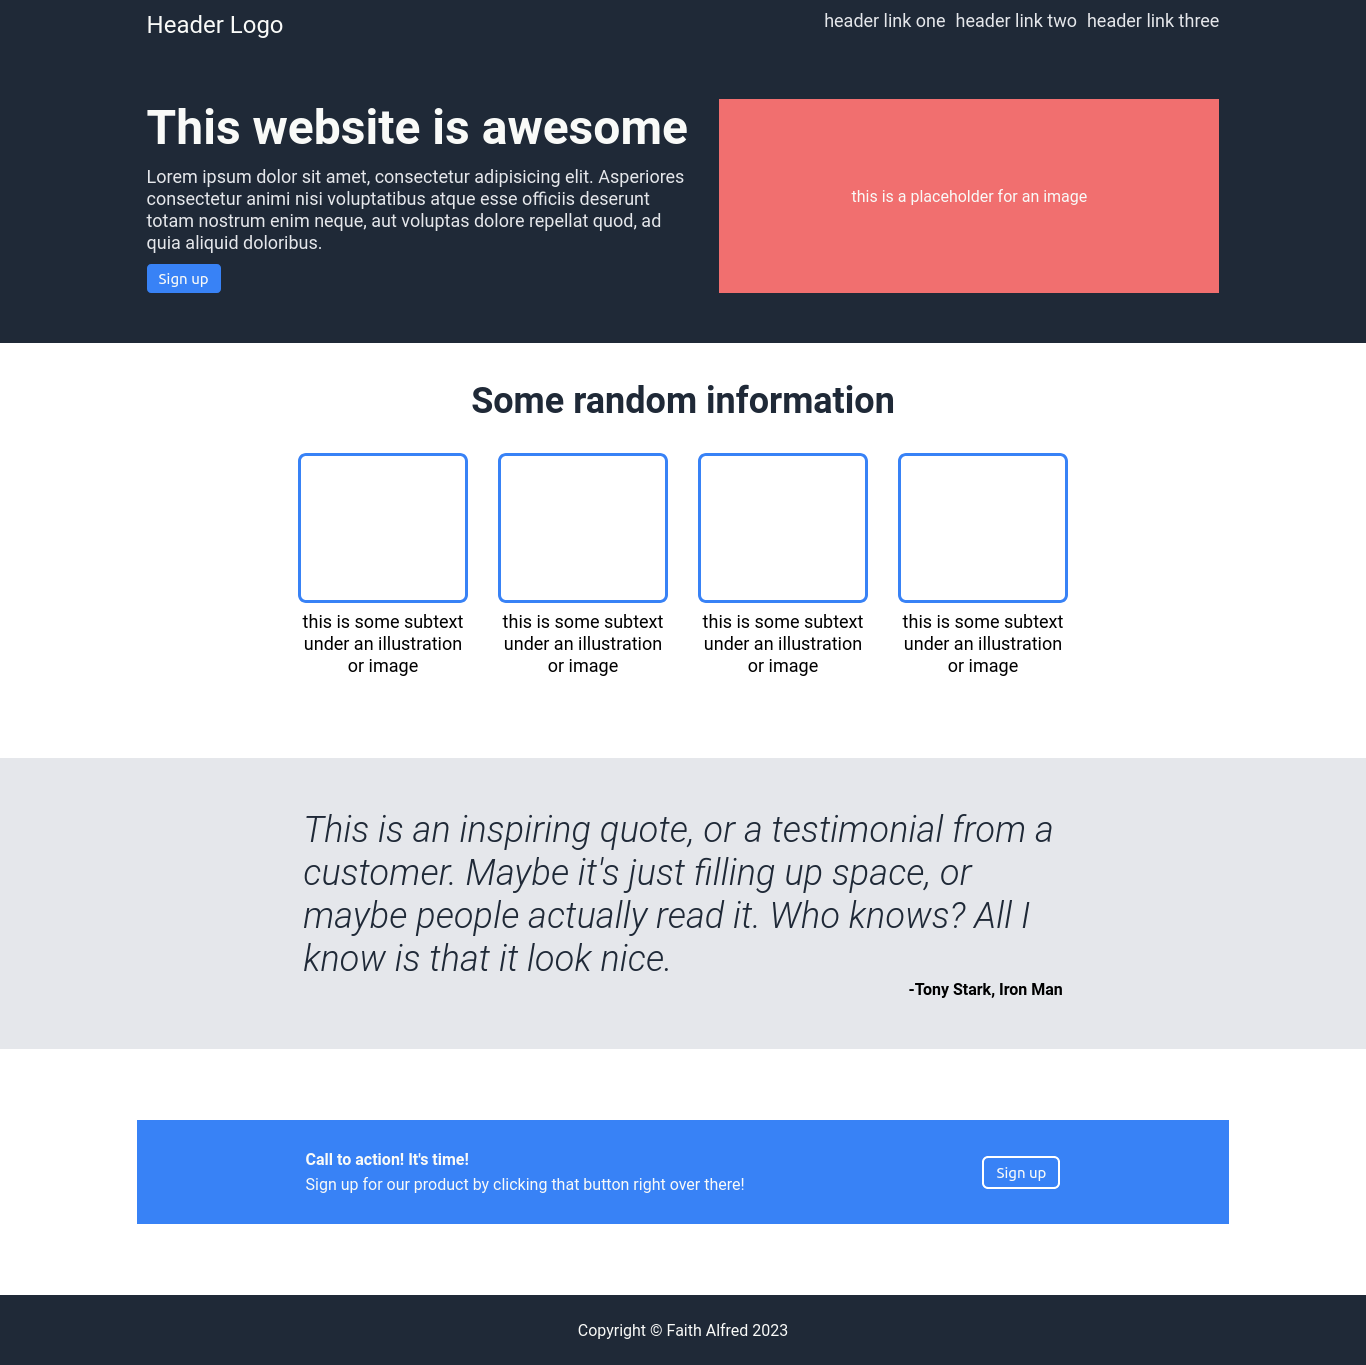 Header Logo
header link one header link two header link three
This website is awesome
Lorem ipsum dolor sit amet, consectetur adipisicing elit. Asperiores
consectetur animi nisi voluptatibus atque esse officiis deserunt
totam nostrum enim neque, aut voluptas dolore repellat quod, ad
quia aliquid doloribus.
Sign up
this is a placeholder for an image
Some random information
this is some subtext
under an illustration
or image
this is some subtext
under an illustration
or image
this is some subtext
under an illustration
or image
this is some subtext
under an illustration
or image
This is an inspiring quote, or a testimonial from a
customer. Maybe it's just filling up space, or
maybe people actually read it. Who knows? All I
know is that it look nice.
-Tony Stark, Iron Man
Call to action! It's time!
Sign up for our product by clicking that button right over there!
Sign up
Copyright © Faith Alfred 2023